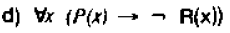 d) ∀x (P(x) → ¬ R(x))